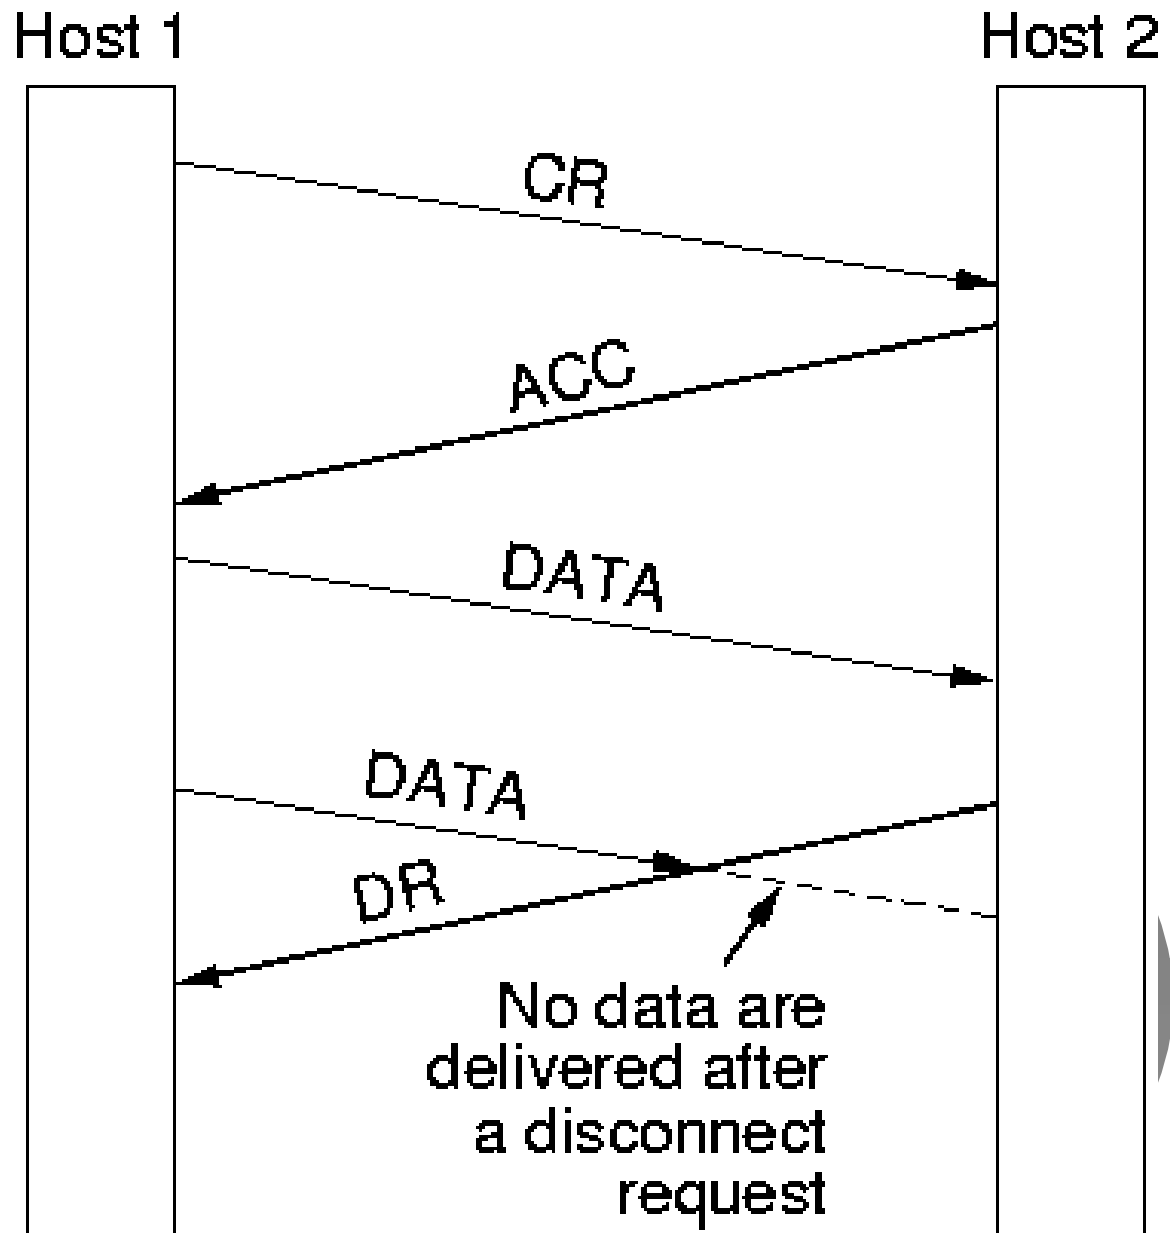 Host 1
Host 2
CR
ACC
DATA
DATA
DR
No data are
delivered after
a disconnect
request